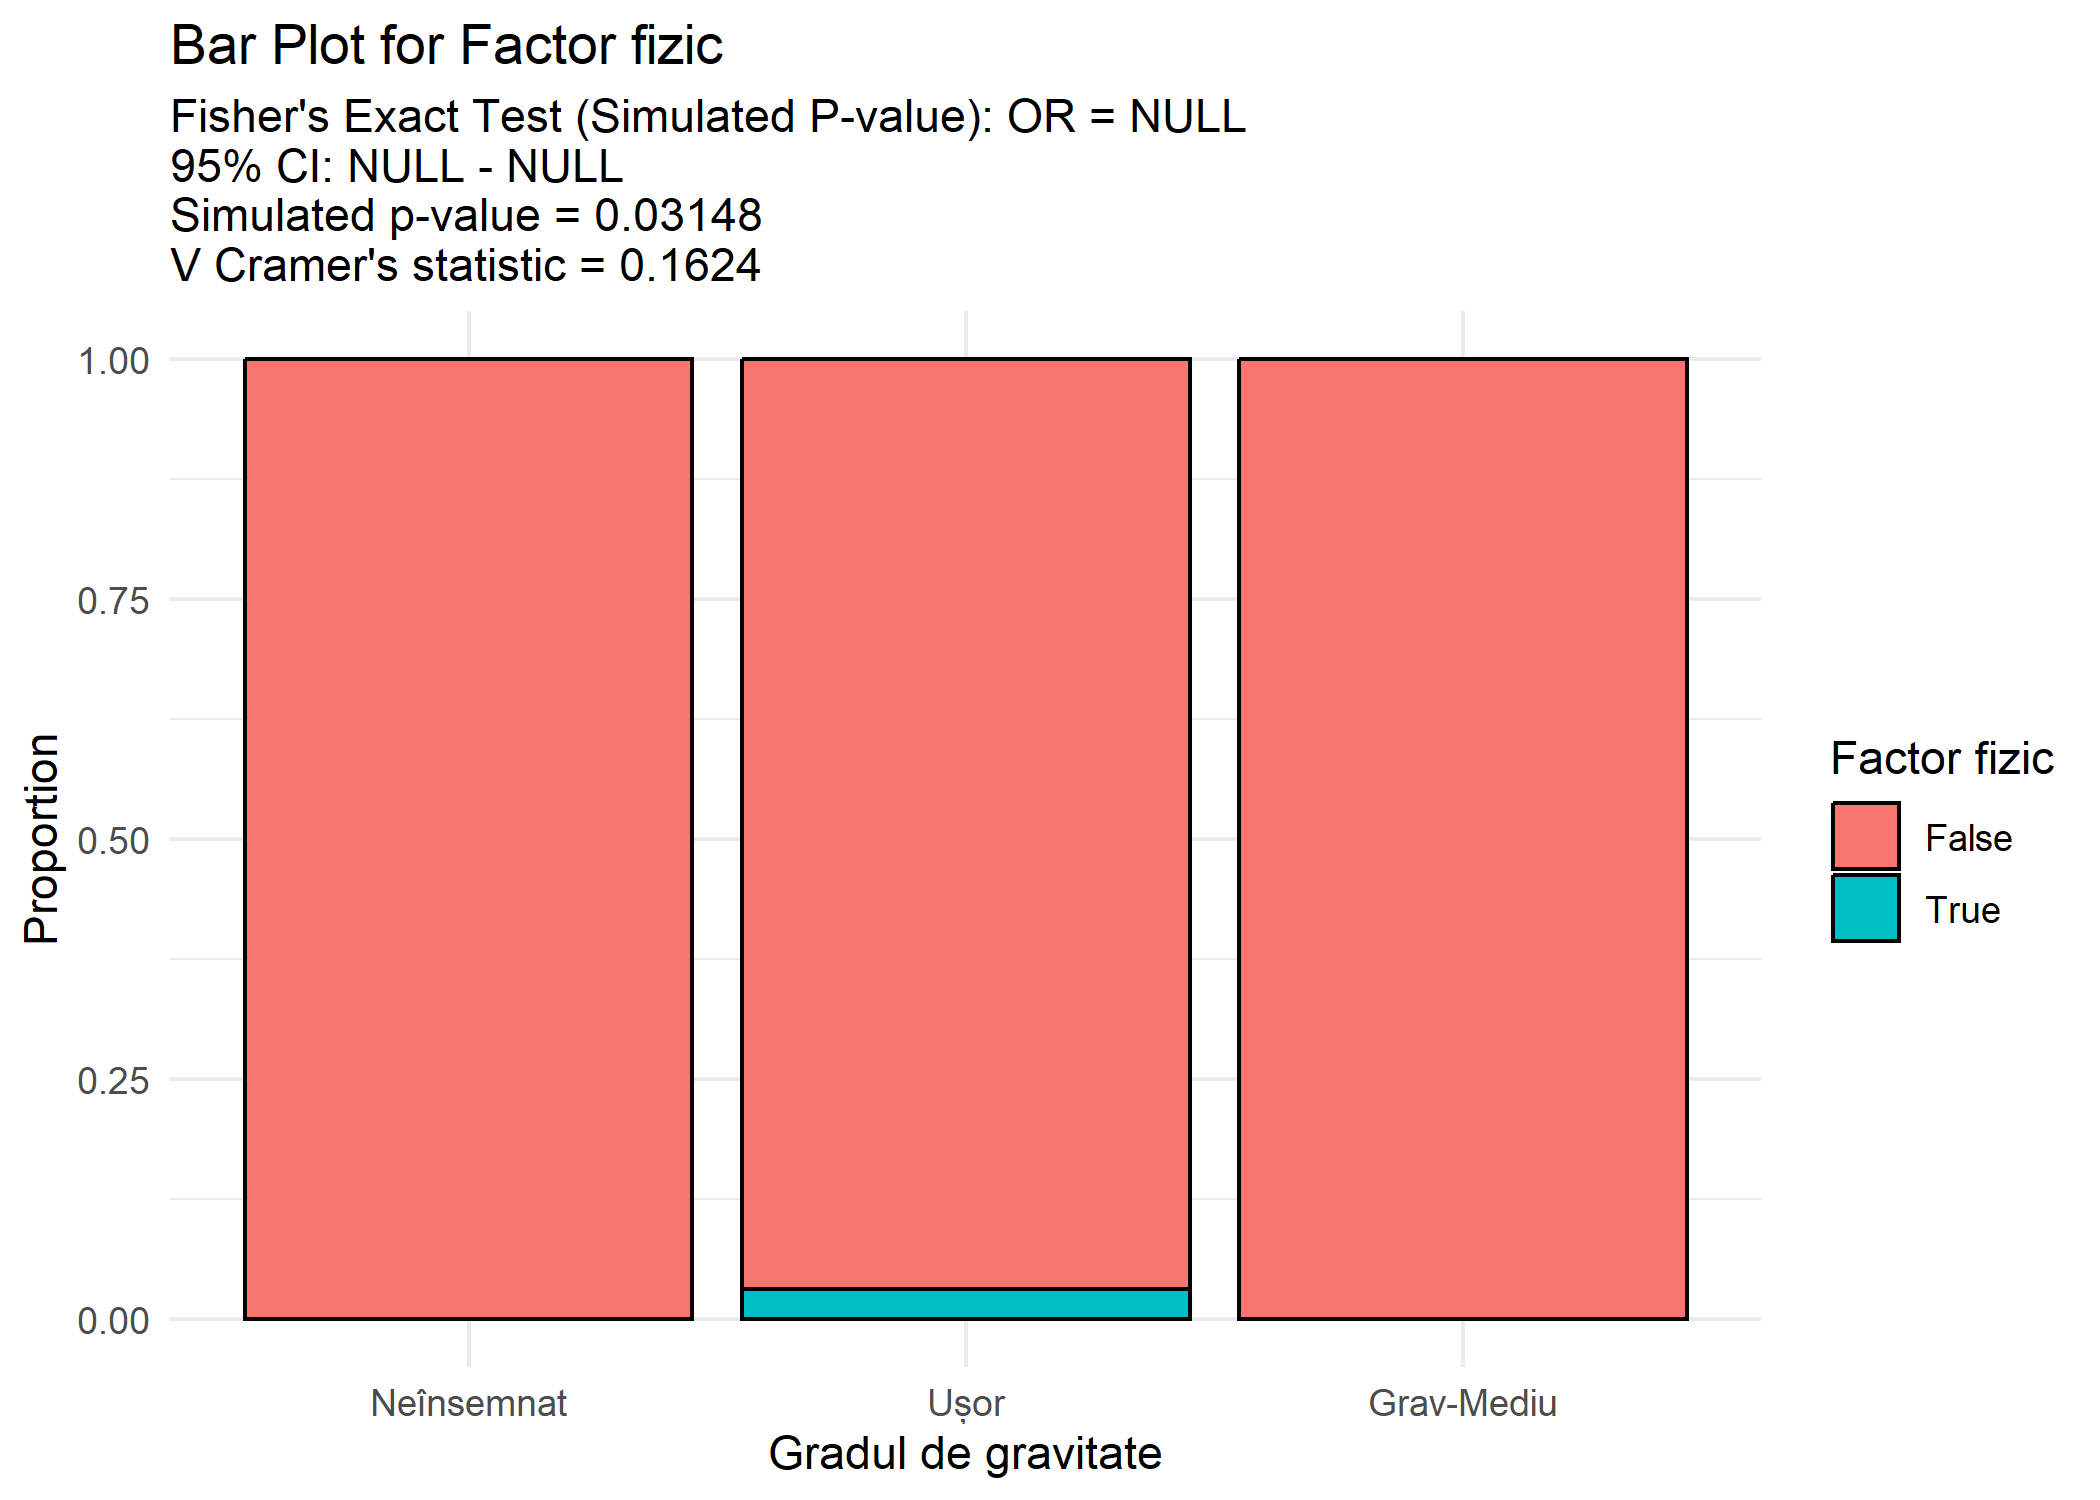 Bar Plot for Factor fizic
Fisher's Exact Test (Simulated P-value): OR = NULL
95% CI: NULL - NULL
Simulated p-value = 0.03148
V Cramer's statistic = 0.1624
1.00
0.75
0.50
0.25
0.00
Proportion
Neînsemnat
Ușor
Grav-Mediu
Gradul de gravitate
Factor fizic
False
True